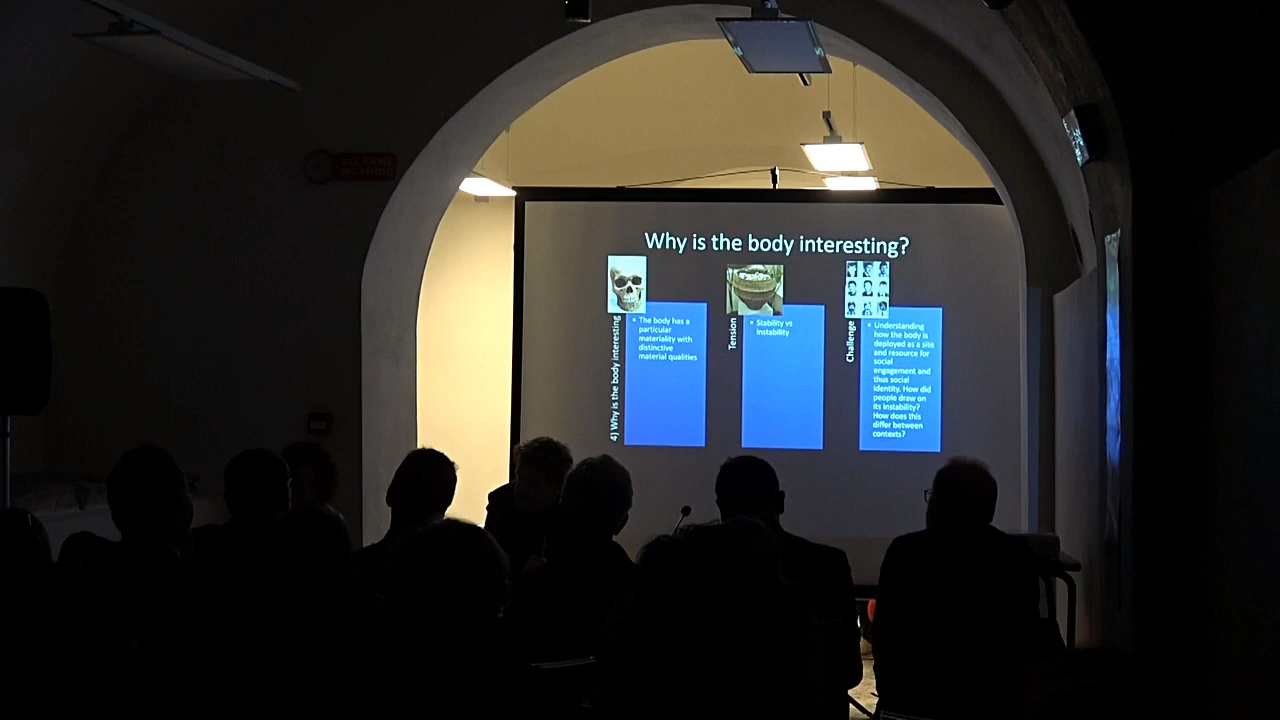 ALLARME
INCENDIO
Why is the body interesting?
4) Why is the body interesting
• The body has a
particular
materiality with
distinctive
material qualities
Tension
• Stability vs
instability
Challenge
• Understanding
how the body is
deployed as a site
and resource for
social
engagement and
thus social
identity. How did
people draw on
its instability?
How does this
differ between
contexts?